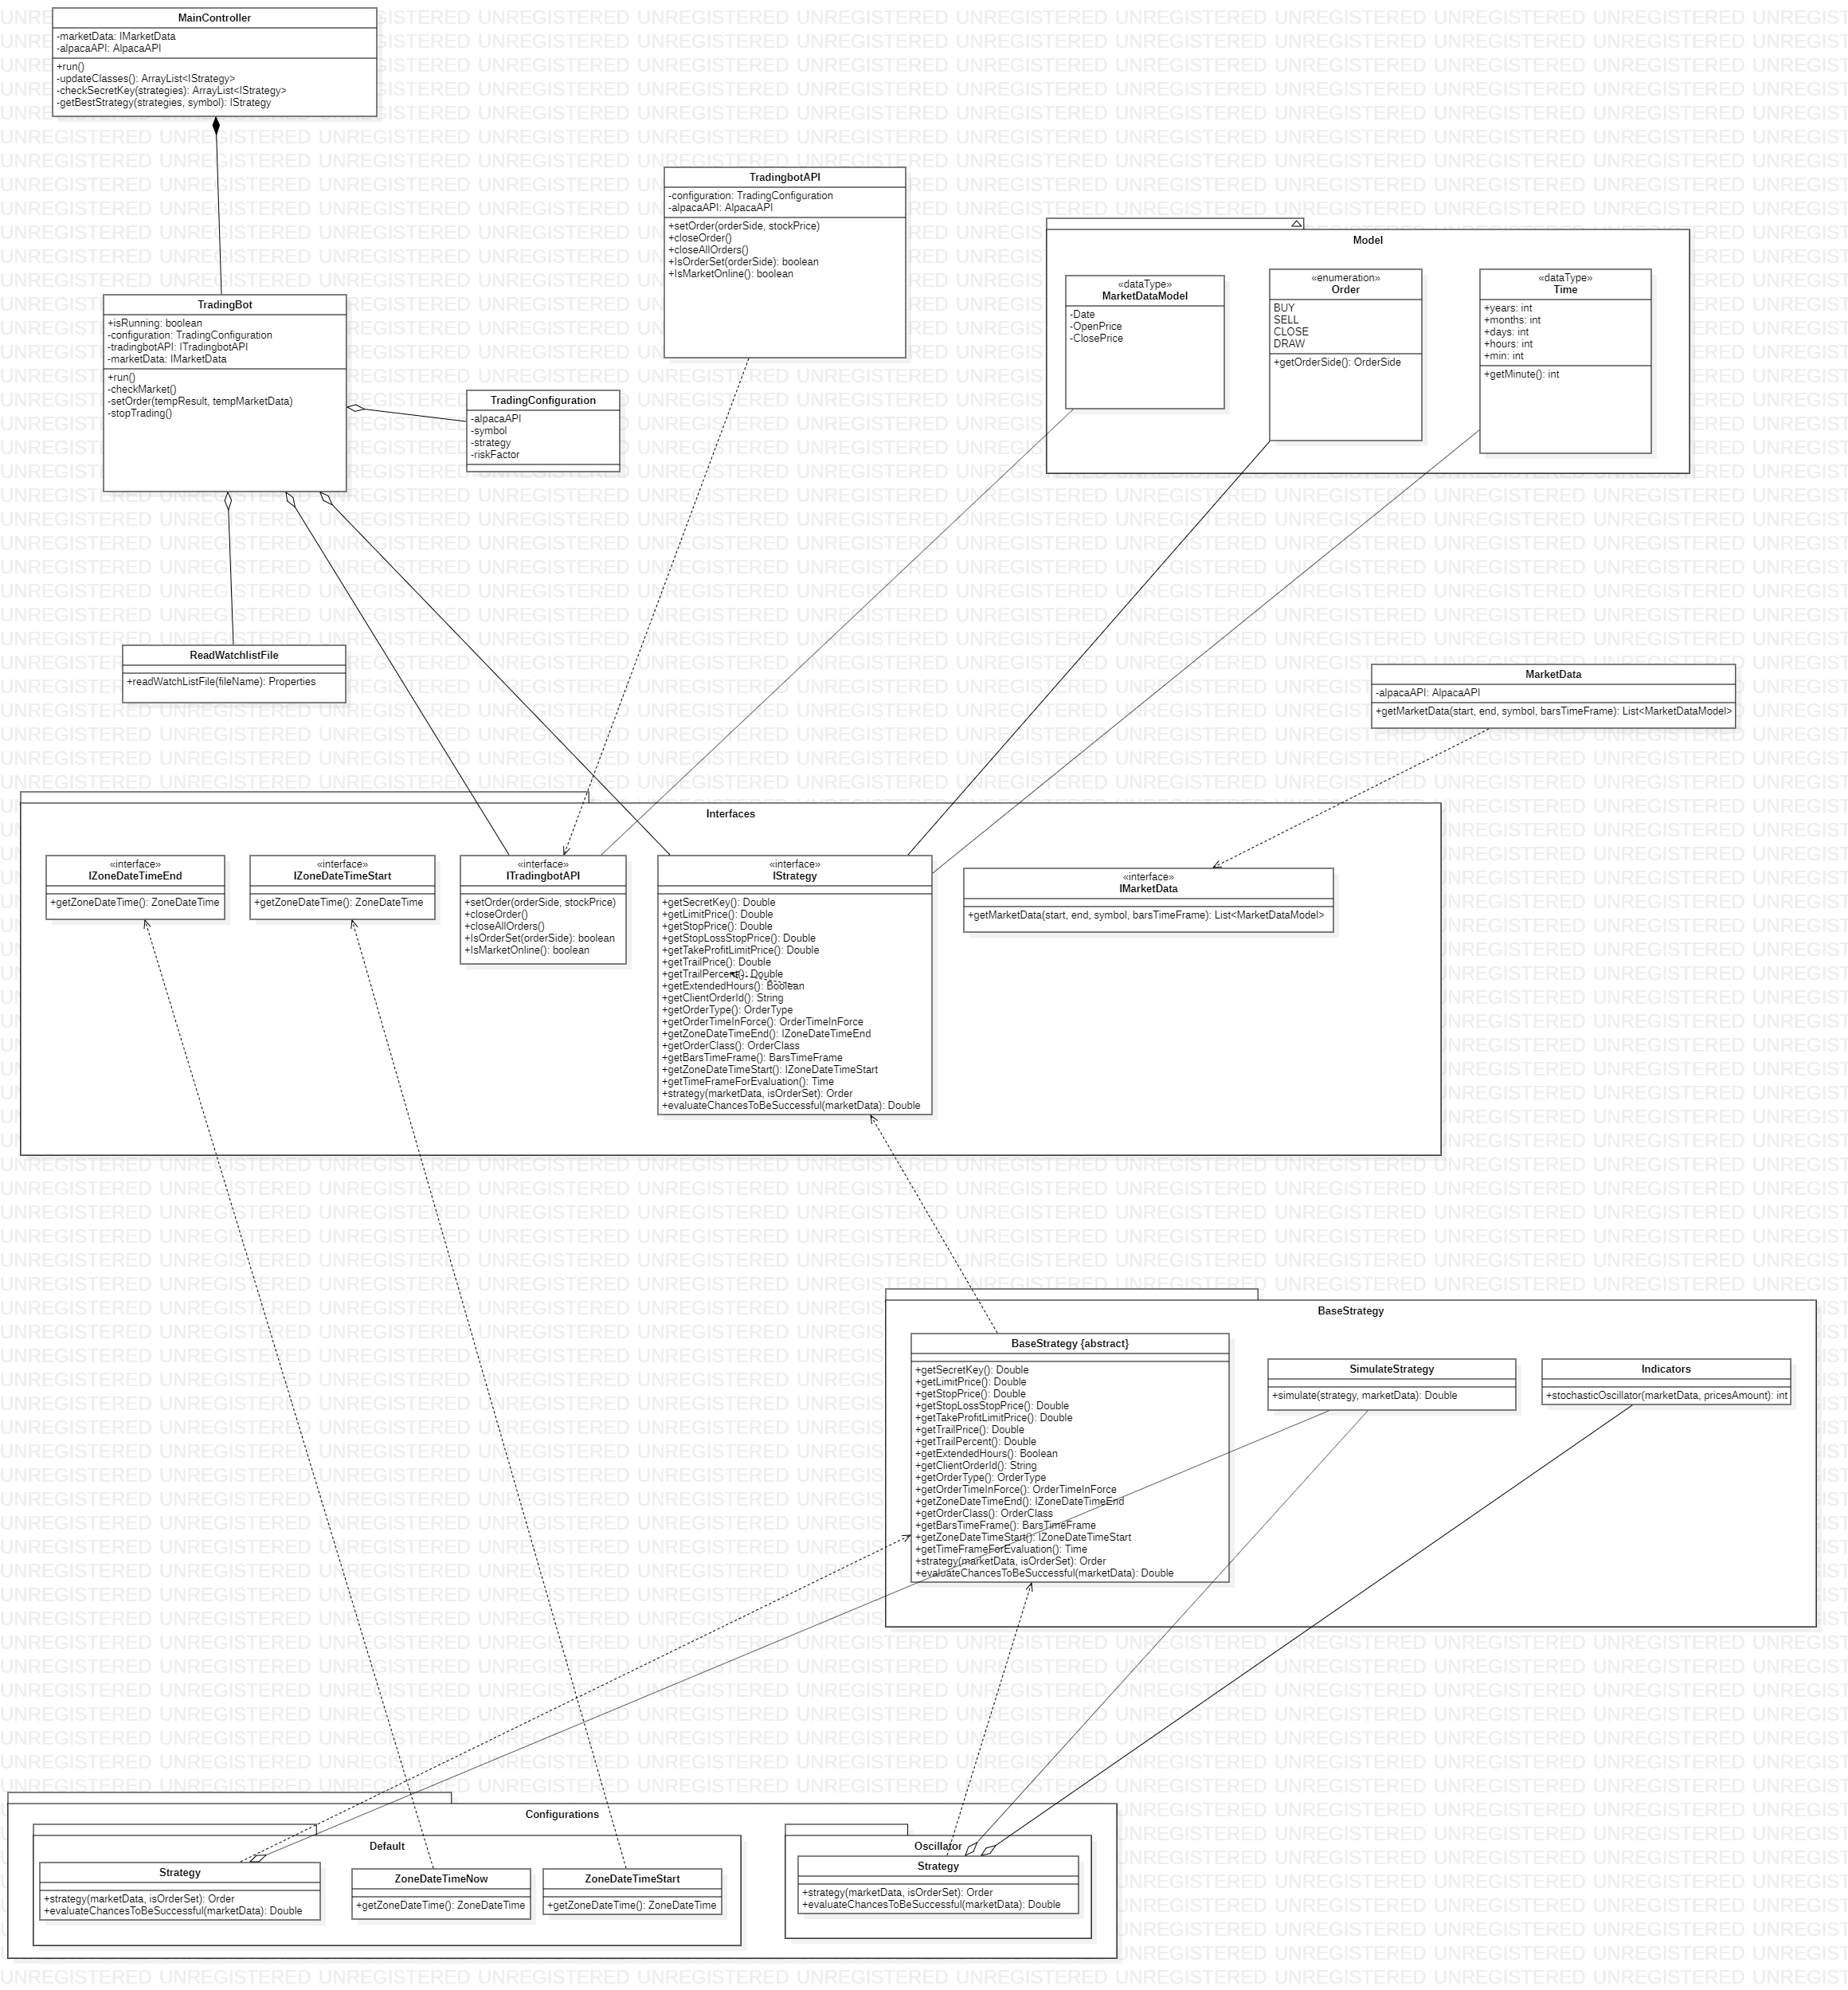 MainController
-marketData: IMarketData
-alpacaAPI: AlpacaAPI
+run()
-updateClasses(): ArrayList<IStrategy>
-checkSecretKey(strategies): ArrayList<IStrategy>
-getBestStrategy(strategies, symbol): IStrategy
TradingbotAPI
-configuration: TradingConfiguration
-alpacaAPI: AlpacaAPI
+setOrder(orderSide, stockPrice)
+closeOrder()
+closeAllOrders()
+IsOrderSet(orderSide): boolean
+IsMarketOnline(): boolean
Model
«dataType»
MarketDataModel
-Date
-OpenPrice
-ClosePrice
«enumeration»
Order
BUY
SELL
CLOSE
DRAW
+getOrderSide(): OrderSide
«dataType»
Time
+years: int
+months: int
+days: int
+hours: int
+min: int
+getMinute(): int
TradingBot
+isRunning: boolean
-configuration: TradingConfiguration
-tradingbotAPI: ITradingbotAPI
-marketData: IMarketData
+run()
-checkMarket()
-setOrder(tempResult, tempMarketData)
-stopTrading()
TradingConfiguration
-alpacaAPI
-symbol
-strategy
-riskFactor
ReadWatchlistFile
+readWatchListFile(fileName): Properties
MarketData
-alpacaAPI: AlpacaAPI
+getMarketData(start, end, symbol, barsTimeFrame): List<MarketDataModel>
Interfaces
«interface»
IZoneDateTimeEnd
+getZoneDateTime(): ZoneDateTime
«interface»
IZoneDateTimeStart
+getZoneDateTime(): ZoneDateTime
«interface»
ITradingbotAPI
+setOrder(orderSide, stockPrice)
+closeOrder()
+closeAllOrders()
+IsOrderSet(orderSide): boolean
+IsMarketOnline(): boolean
«interface»
IStrategy
+getSecretKey(): Double
+getLimitPrice(): Double
+getStopPrice(): Double
+getStopLossStopPrice(): Double
+getTakeProfitLimitPrice(): Double
+getTrailPrice(): Double
+getTrailPercent(): Double
+getExtendedHours(): Boolean
+getClientOrderId(): String
+getOrderType(): OrderType
+getOrderTimeInForce(): OrderTimeInForce
+getZoneDateTimeEnd(): IZoneDateTimeEnd
+getOrderClass(): OrderClass
+getBarsTimeFrame(): BarsTimeFrame
+getZoneDateTimeStart(): IZoneDateTimeStart
+getTimeFrameForEvaluation(): Time
+strategy(marketData, isOrderSet): Order
+evaluateChancesToBeSuccessful(marketData): Double
«interface»
IMarketData
+getMarketData(start, end, symbol, barsTimeFrame): List<MarketDataModel>
BaseStrategy
BaseStrategy {abstract}
+getSecretKey(): Double
+getLimitPrice(): Double
+getStopPrice(): Double
+getStopLossStopPrice(): Double
+getTakeProfitLimitPrice(): Double
+getTrailPrice(): Double
+getTrailPercent(): Double
+getExtendedHours(): Boolean
+getClientOrderId(): String
+getOrderType(): OrderType
+getOrderTimeInForce(): OrderTimeInForce
+getZoneDateTimeEnd(): IZoneDateTimeEnd
+getOrderClass(): OrderClass
+getBarsTimeFrame(): BarsTimeFrame
+getZoneDateTimeStart(): IZoneDateTimeStart
+getTimeFrameForEvaluation(): Time
+strategy(marketData, isOrderSet): Order
+evaluateChancesToBeSuccessful(marketData): Double
SimulateStrategy
+simulate(strategy, marketData): Double
Indicators
+stochasticOscillator(marketData, pricesAmount): int
Configurations
Default
Strategy
+strategy(marketData, isOrderSet): Order
+evaluateChancesToBeSuccessful(marketData): Double
ZoneDateTimeNow
+getZoneDateTime(): ZoneDateTime
ZoneDateTimeStart
+getZoneDateTime(): ZoneDateTime
Oscillator
Strategy
+strategy(marketData, isOrderSet): Order
+evaluateChancesToBeSuccessful(marketData): Double
UNREGISTERED